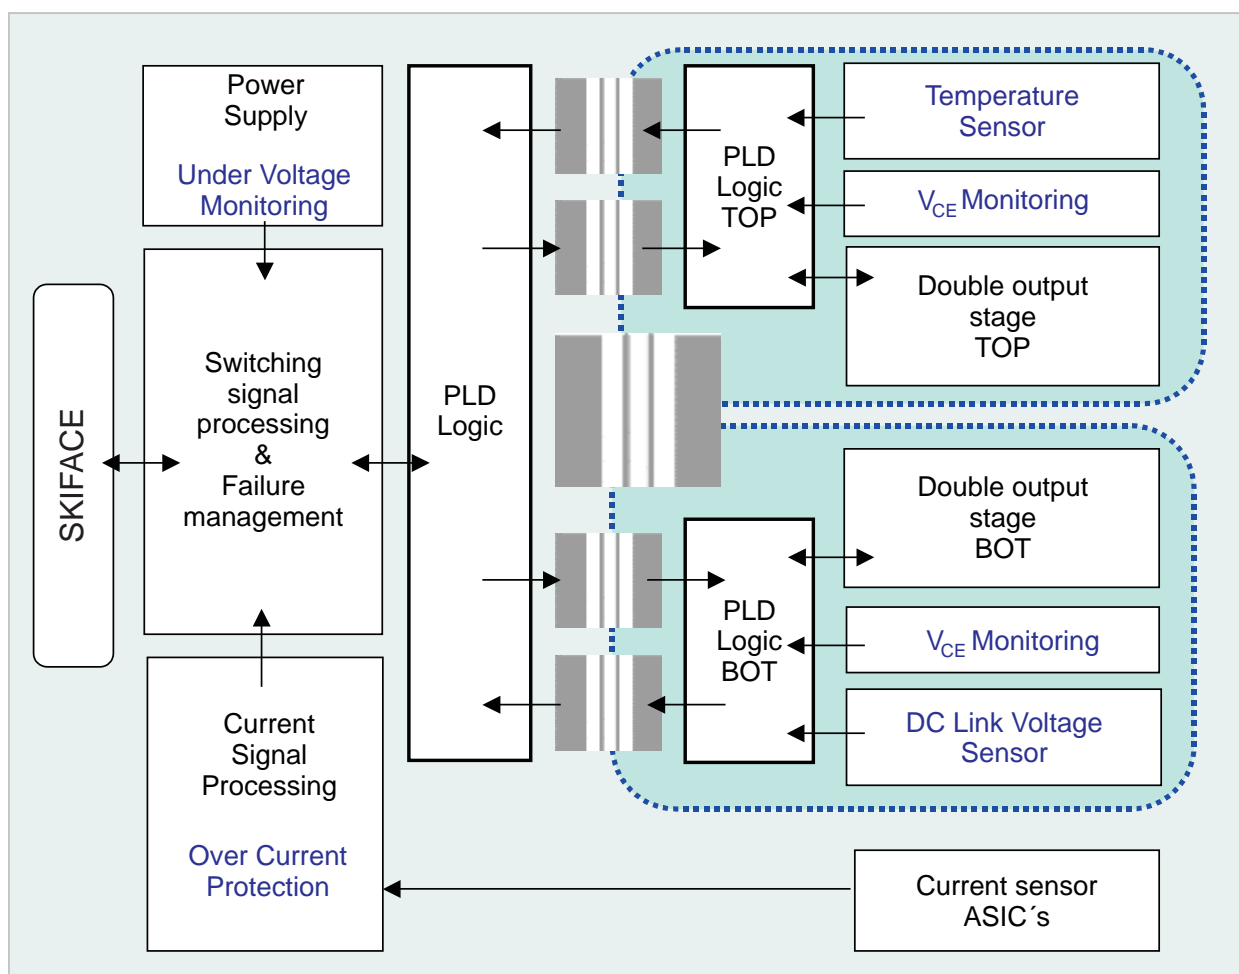 Power
Supply
Under Voltage
Monitoring
SKIFACE
Switching
signal
processing
&
Failure
management
Current
Signal
Processing
Over Current
Protection
PLD
Logic
PLD
Logic
TOP
Temperature
Sensor
VCE Monitoring
Double output
stage
TOP
PLD
Logic
BOT
Double output
stage
BOT
VCE Monitoring
DC Link Voltage
Sensor
Current sensor
ASIC´s